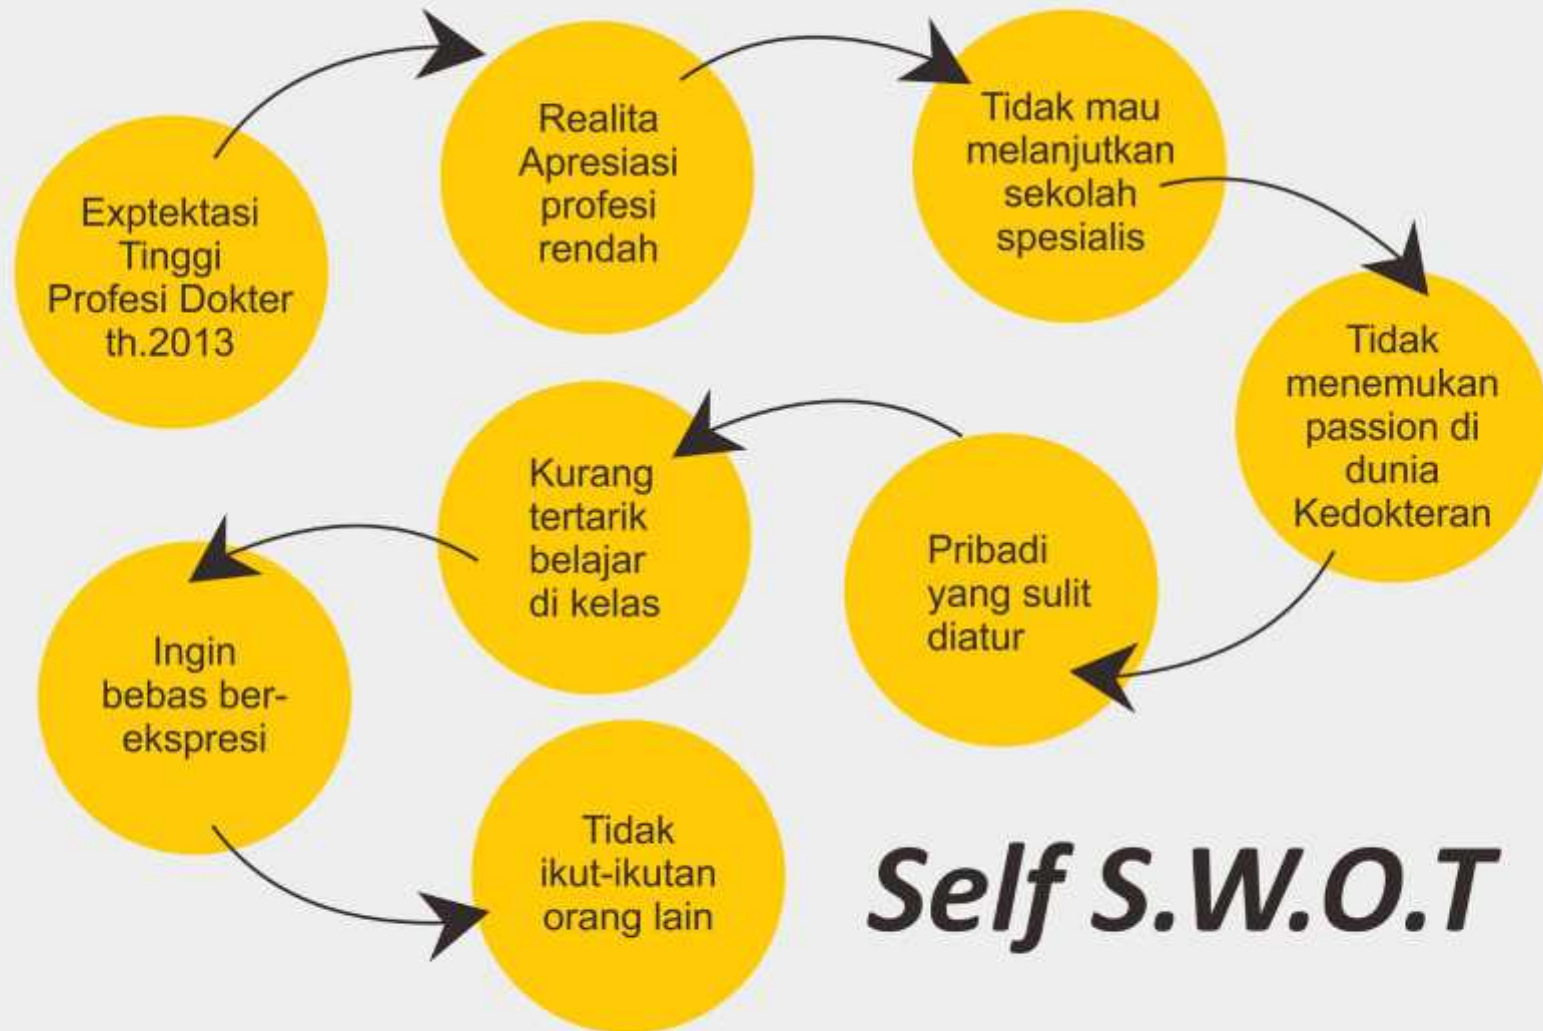 Exptektasi
Tinggi
Profesi Dokter
th.2013
Realita
Apresiasi
profesi
rendah
Tidak mau
melanjutkan
sekolah
spesialis
Tidak
menemukan
passion di
dunia
Kedokteran
Pribadi
yang sulit
diatur
Kurang
tertarik
belajar
di kelas
Ingin
bebas ber-
ekspresi
Tidak
ikut-ikutan
orang lain
Self S.W.O.T